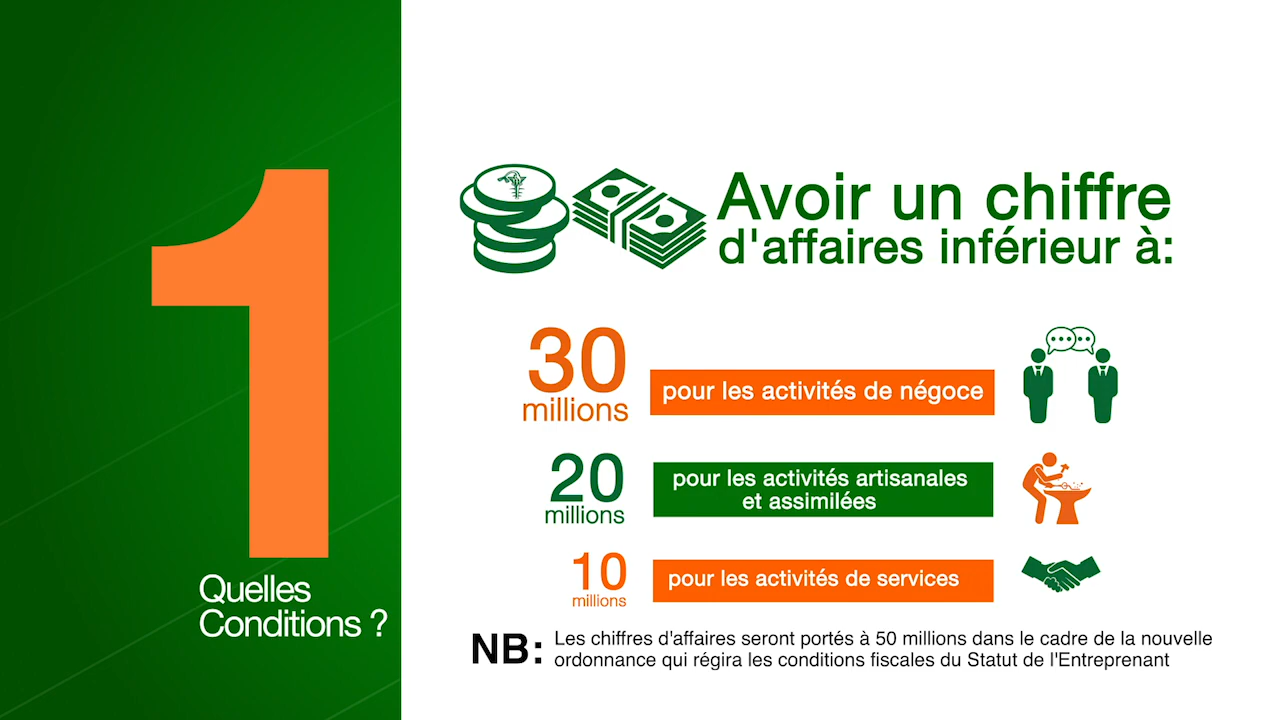 1
Quelles
Conditions ?
Avoir un chiffre
d'affaires inférieur à:
30
millions
pour les activités de négoce
20
millions
pour les activités artisanales
et assimilées
10
millions
pour les activités de services
NB:
Les chiffres d'affaires seront portés à 50 millions dans le cadre de la nouvelle
ordonnance qui régira les conditions fiscales du Statut de l'Entreprenant